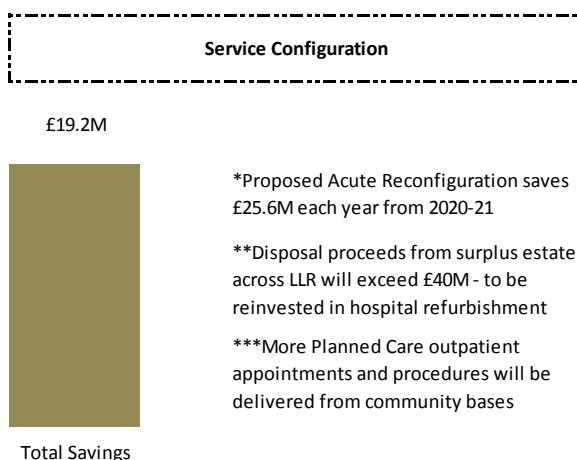 Service Configuration
£19.2M
*Proposed Acute Reconfiguration saves
£25.6M each year from 2020-21
**Disposal proceeds from surplus estate
across LLR will exceed £40M - to be
reinvested in hospital refurbishment
***More Planned Care outpatient
appointments and procedures will be
delivered from community bases
Total Savings